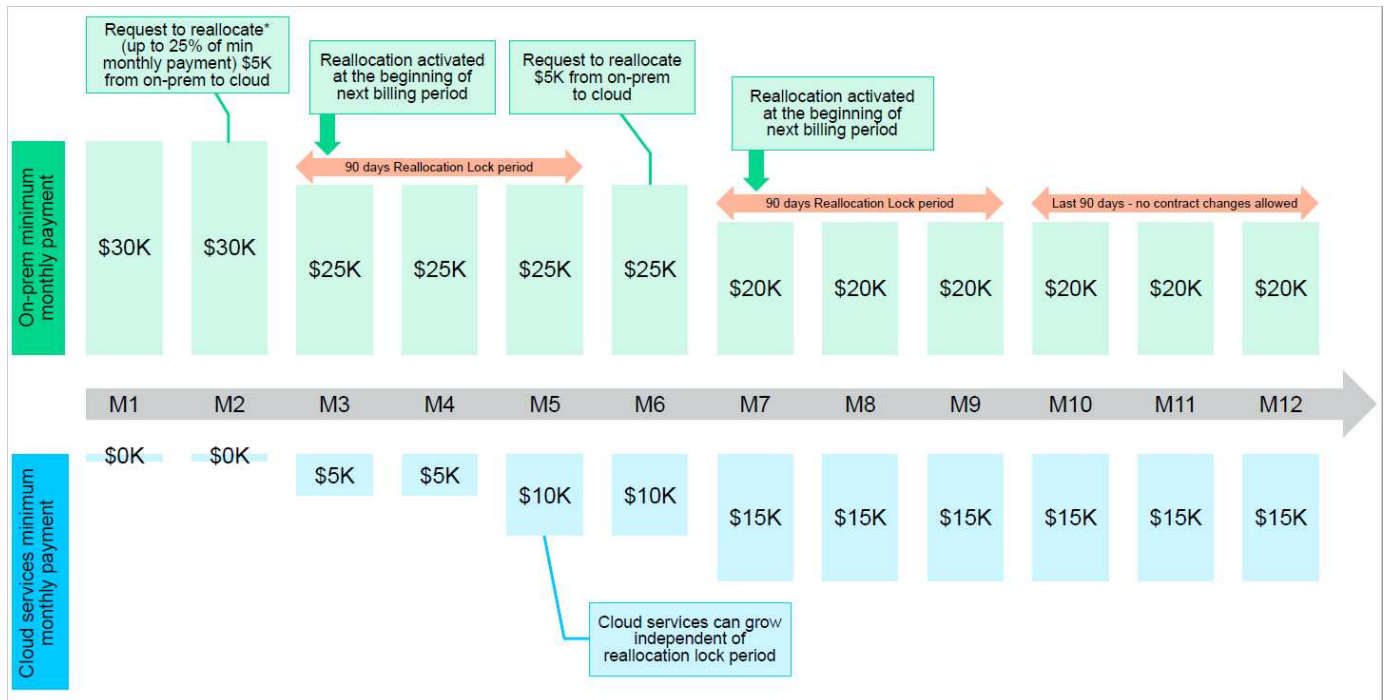 Request to reallocate*
(up to 25% of min
monthly payment) $5K
from on-prem to cloud
Reallocation activated
at the beginning of
next billing period
Request to reallocate
$5K from on-prem
to cloud
Reallocation activated
at the beginning of
next billing period
On-prem minimum
monthly payment
90 days Reallocation Lock period
90 days Reallocation Lock period
Last 90 days - no contract changes allowed
$30K $30K $25K $25K $25K $25K $20K $20K $20K $20K $20K $20K
M1 M2 M3 M4 M5 M6 M7 M8 M9 M10 M11 M12
Cloud services minimum
monthly payment
$0K $0K $5K $5K $10K $10K $15K $15K $15K $15K $15K $15K
Cloud services can grow
independent of
reallocation lock period